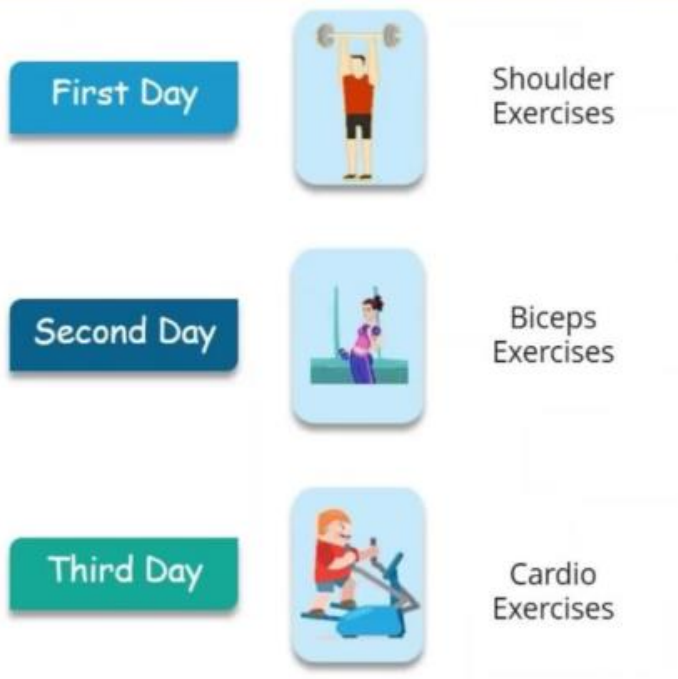 First Day
Shoulder
Exercises
Second Day
Biceps
Exercises
Third Day
Cardio
Exercises